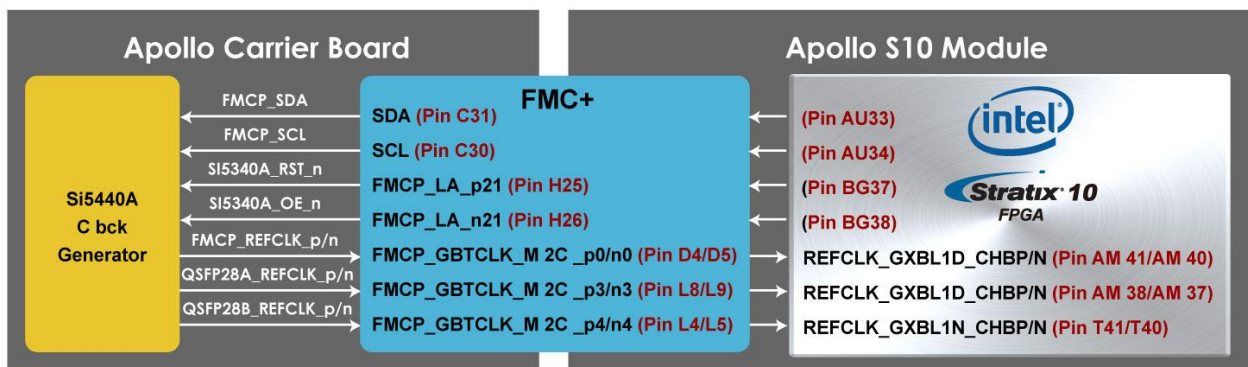 Apollo Carrier Board
Apollo S10 Module
Si5440A
C bck
Generator
FMCP_SDA
FMCP_SCL
SI5340A_RST_n
SI5340A_OE_n
FMCP_REFCLK_p/n
QSFP28A_REFCLK_p/n
QSFP28B_REFCLK_p/n
FMC+
SDA (Pin C31)
SCL (Pin C30)
FMCP_LA_p21 (Pin H25)
FMCP_LA_n21 (Pin H26)
FMCP_GBTCLK_M 2C _p0/n0 (Pin D4/D5)
FMCP_GBTCLK_M 2C _p3/n3 (Pin L8/L9)
FMCP_GBTCLK_M 2C _p4/n4 (Pin L4/L5)
(Pin AU33)
(Pin AU34)
(Pin BG37)
(Pin BG38)
REFCLK_GXBL1D_CHBP/N (Pin AM 41/AM 40)
REFCLK_GXBL1D_CHBP/N (Pin AM 38/AM 37)
REFCLK_GXBL1N_CHBP/N (Pin T41/T40)
intel
Stratix 10
FPGA